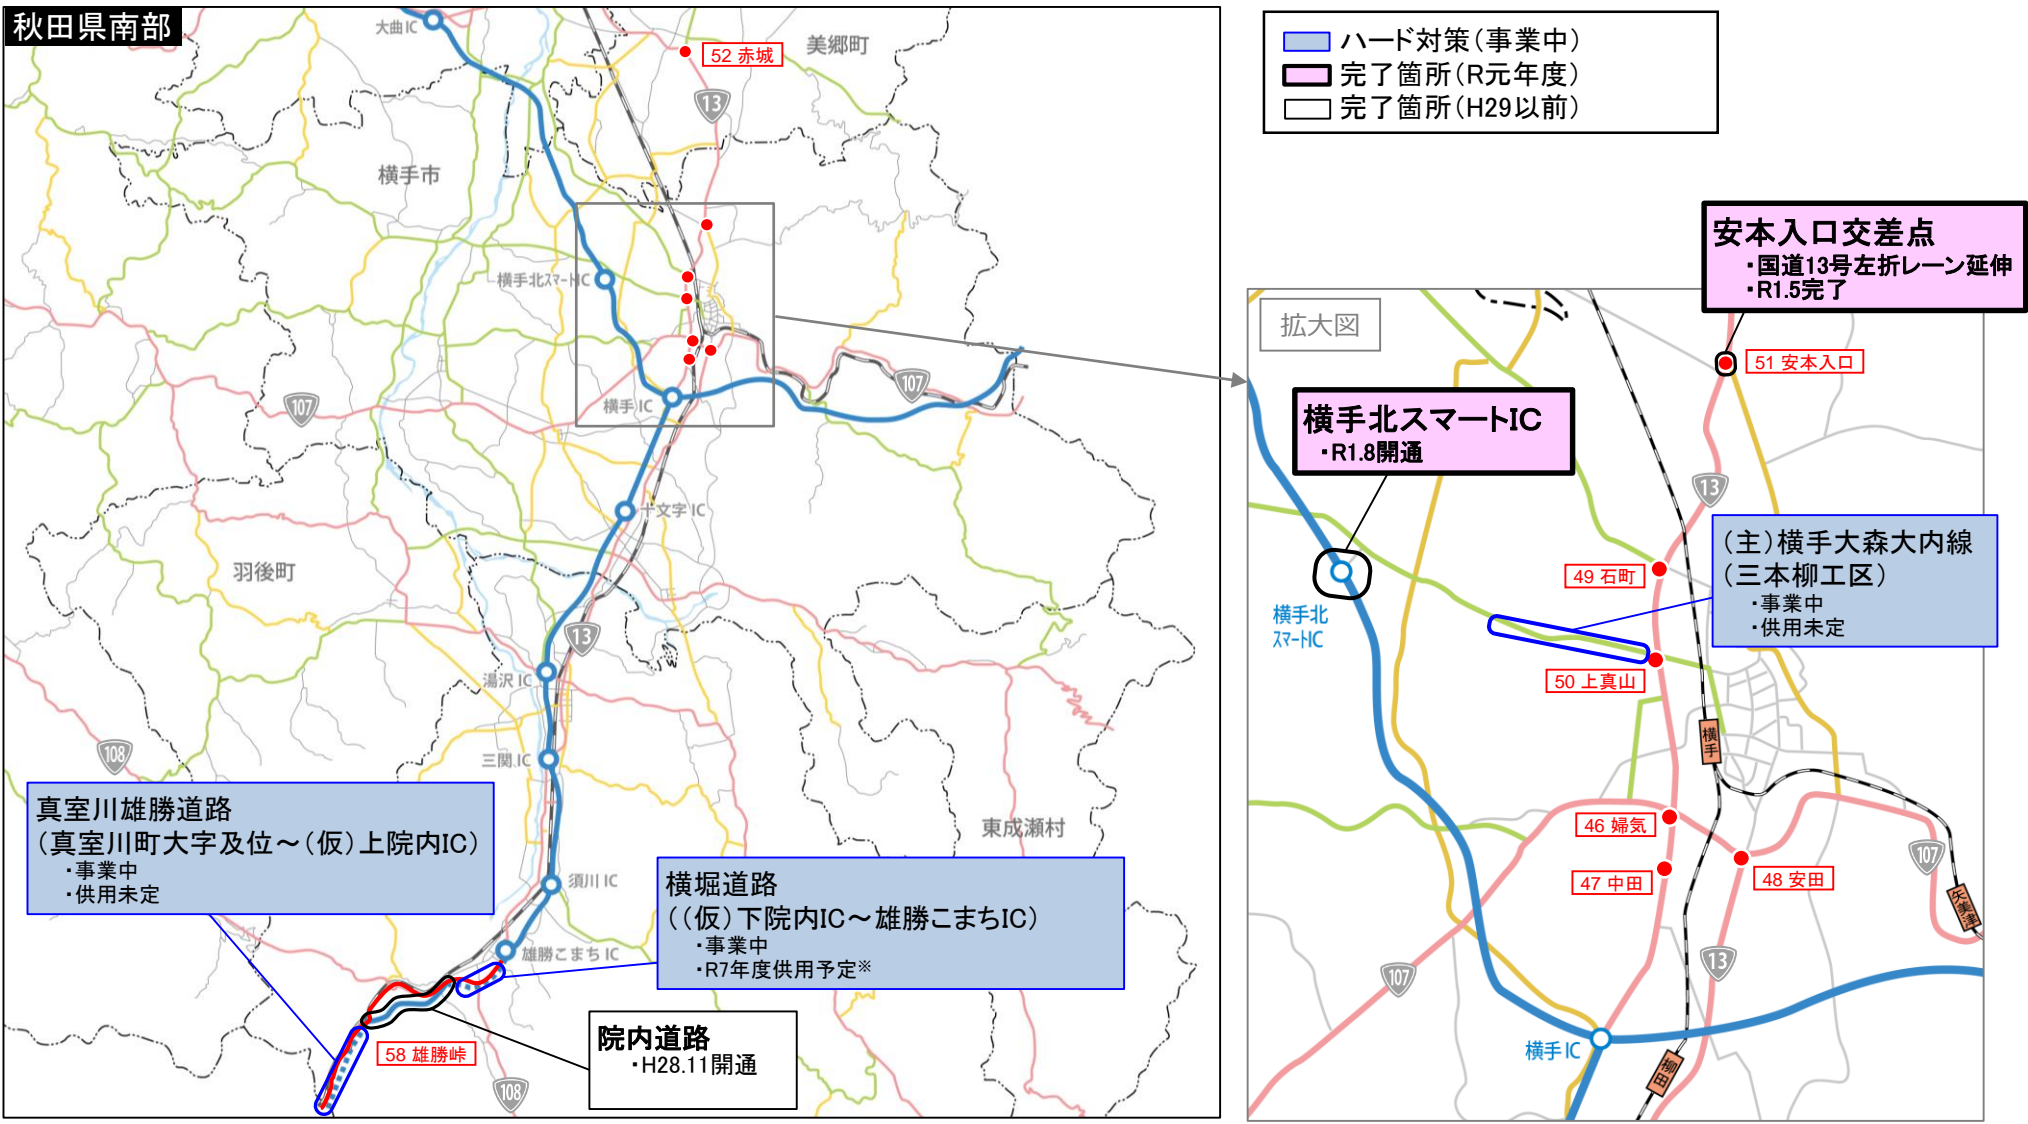 秋田県南部
大曲IC
52 赤城
美郷町
13
横手市
横手北スマートIC
107
横手IC
107
十文字IC
羽後町
13
湯沢IC
108
三関IC
真室川雄勝道路
(真室川町大字及位～(仮)上院内IC)
・事業中
・供用未定
東成瀬村
須川IC
横堀道路
((仮)下院内IC～雄勝こまちIC)
・事業中
・R7年度供用予定※
雄勝こまちIC
58 雄勝峠
院内道路
・H28.11開通
108
ハード対策(事業中)
完了箇所(R元年度)
完了箇所(H29以前)
拡大図
安本入口交差点
・国道13号左折レーン延伸
・R1.5完了
51 安本入口
横手北スマートIC
・R1.8開通
13
(主)横手大森大内線
(三本柳工区)
・事業中
・供用未定
49 石町
横手北
スマートIC
50 上真山
横手
46 婦気
47 中田
48 安田
107
矢美津
13
107
横手IC
柳田